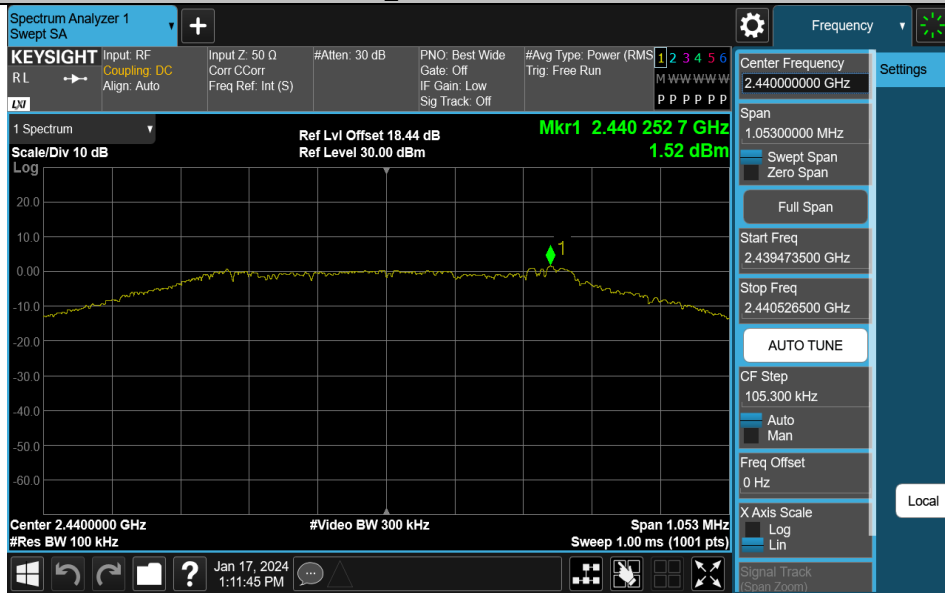 Spectrum Analyzer 1
Swept SA
+
Frequency
KEYSIGHT
R L
LXI
Input: RF
Coupling: DC
Align: Auto
Input Z: 50 Ω
Corr CCorr
Freq Ref: Int (S)
#Atten: 30 dB
PNO: Best Wide
Gate: Off
IF Gain: Low
Sig Track: Off
#Avg Type: Power (RMS
Trig: Free Run
1 2 3 4 5 6
M W W W W W
P P P P P P
Center Frequency
2.440000000 GHz
Settings
Span
1.05300000 MHz
Swept Span
Zero Span
Full Span
Start Freq
2.439473500 GHz
Stop Freq
2.440526500 GHz
AUTO TUNE
CF Step
105.300 kHz
Auto
Man
Freq Offset
0 Hz
X Axis Scale
Log
Lin
Signal Track
(Span Zoom)
Local
1 Spectrum
Scale/Div 10 dB
Log
Ref Lvl Offset 18.44 dB
Ref Level 30.00 dBm
Mkr1 2.440 252 7 GHz
1.52 dBm
20.0
10.0
0.00
-10.0
-20.0
-30.0
-40.0
-50.0
-60.0
1
Center 2.4400000 GHz
#Res BW 100 kHz
#Video BW 300 kHz
Span 1.053 MHz
Sweep 1.00 ms (1001 pts)
?
Jan 17, 2024
1:11:45 PM